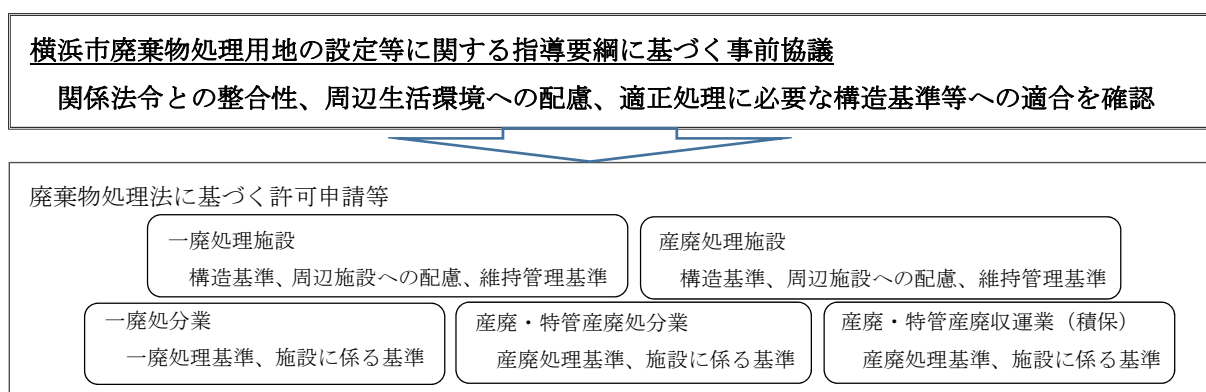 横浜市廃棄物処理用地の設定等に関する指導要綱に基づく事前協議
関係法令との整合性、周辺生活環境への配慮、適正処理に必要な構造基準等への適合を確認
廃棄物処理法に基づく許可申請等
一廃処理施設
構造基準、周辺施設への配慮、維持管理基準
産廃処理施設
構造基準、周辺施設への配慮、維持管理基準
一廃処分業
一廃処理基準、施設に係る基準
産廃・特管産廃処分業
産廃処理基準、施設に係る基準
産廃・特管産廃収運業（積保）
産廃処理基準、施設に係る基準